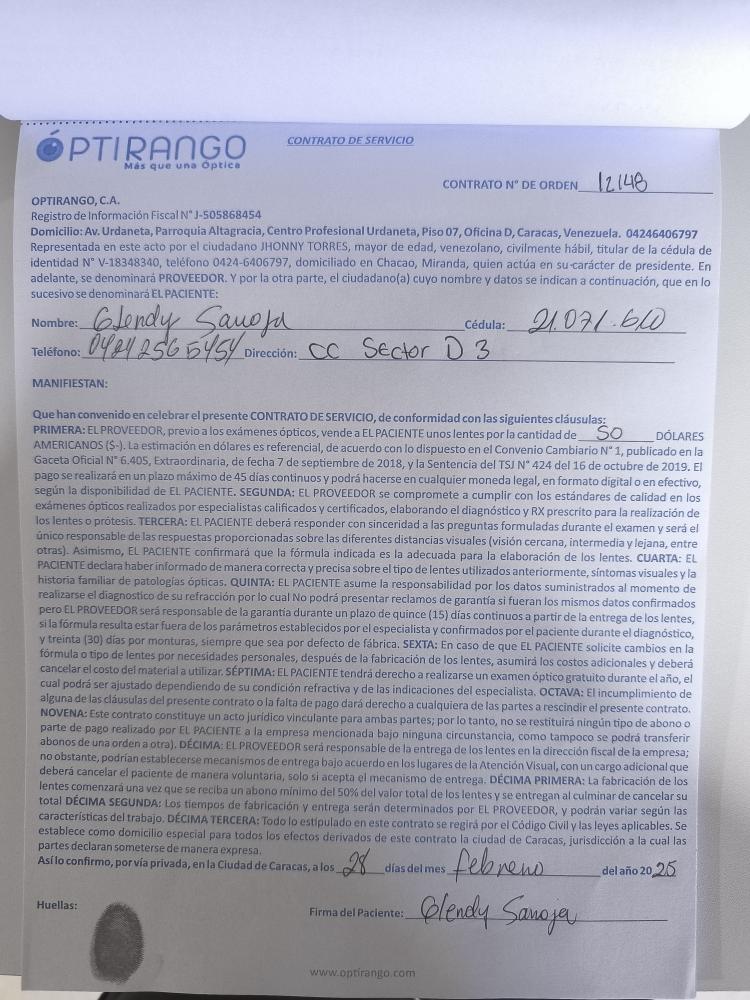 ÓPTIRANGO
Más que una Óptica
CONTRATO DE SERVICIO
CONTRATO N° DE ORDEN 12148
OPTIRANGO, C.A.
Registro de Información Fiscal N° J-505868454
Domicilio: Av. Urdaneta, Parroquia Altagracia, Centro Profesional Urdaneta, Piso 07, Oficina D, Caracas, Venezuela. 04246406797
Representada en este acto por el ciudadano JHONNY TORRES, mayor de edad, venezolano, civilmente hábil, titular de la cédula de
identidad N° V-18348340, teléfono 0424-6406797, domiciliado en Chacao, Miranda, quien actúa en su carácter de presidente. En
adelante, se denominará PROVEEDOR. Y por la otra parte, el ciudadano(a) cuyo nombre y datos se indican a continuación, que en lo
sucesivo se denominará EL PACIENTE:
Nombre: Glendy Sanoja Cédula: 21.071.610
Teléfono: 0424 256 5454 Dirección: CC Sector D 3
MANIFIESTAN:
Que han convenido en celebrar el presente CONTRATO DE SERVICIO, de conformidad con las siguientes cláusulas:
PRIMERA: EL PROVEEDOR, previo a los exámenes ópticos, vende a EL PACIENTE unos lentes por la cantidad de 50 DÓLARES
AMERICANOS ($-). La estimación en dólares es referencial, de acuerdo con lo dispuesto en el Convenio Cambiario N° 1, publicado en la
Gaceta Oficial N° 6.405, Extraordinaria, de fecha 7 de septiembre de 2018, y la Sentencia del TSJ N° 424 del 16 de octubre de 2019. El
pago se realizará en un plazo máximo de 45 días continuos y podrá hacerse en cualquier moneda legal, en formato digital o en efectivo,
según la disponibilidad de EL PACIENTE. SEGUNDA: EL PROVEEDOR se compromete a cumplir con los estándares de calidad en los
exámenes ópticos realizados por especialistas calificados y certificados, elaborando el diagnóstico y RX prescrito para la realización de
los lentes o prótesis. TERCERA: EL PACIENTE deberá responder con sinceridad a las preguntas formuladas durante el examen y será el
único responsable de las respuestas proporcionadas sobre las diferentes distancias visuales (visión cercana, intermedia y lejana, entre
otras). Asimismo, EL PACIENTE confirmará que la fórmula indicada es la adecuada para la elaboración de los lentes. CUARTA: EL
PACIENTE declara haber informado de manera correcta y precisa sobre el tipo de lentes utilizados anteriormente, síntomas visuales y la
historia familiar de patologías ópticas. QUINTA: EL PACIENTE asume la responsabilidad por los datos suministrados al momento de
realizarse el diagnostico de su refracción por lo cual No podrá presentar reclamos de garantía si fueran los mismos datos confirmados
pero EL PROVEEDOR será responsable de la garantía durante un plazo de quince (15) días continuos a partir de la entrega de los lentes,
si la fórmula resulta estar fuera de los parámetros establecidos por el especialista y confirmados por el paciente durante el diagnóstico,
y treinta (30) días por monturas, siempre que sea por defecto de fábrica. SEXTA: En caso de que EL PACIENTE solicite cambios en la
fórmula o tipo de lentes por necesidades personales, después de la fabricación de los lentes, asumirá los costos adicionales y deberá
cancelar el costo del material a utilizar. SÉPTIMA: EL PACIENTE tendrá derecho a realizarse un examen óptico gratuito durante el año, el
cual podrá ser ajustado dependiendo de su condición refractiva y de las indicaciones del especialista. OCTAVA: El incumplimiento de
alguna de las cláusulas del presente contrato o la falta de pago dará derecho a cualquiera de las partes a rescindir el presente contrato.
NOVENA: Este contrato constituye un acto jurídico vinculante para ambas partes; por lo tanto, no se restituirá ningún tipo de abono o
parte de pago realizado por EL PACIENTE a la empresa mencionada bajo ninguna circunstancia, como tampoco se podrá transferir
abonos de una orden a otra). DÉCIMA: EL PROVEEDOR será responsable de la entrega de los lentes en la dirección fiscal de la empresa;
no obstante, podrían establecerse mecanismos de entrega bajo acuerdo en los lugares de la Atención Visual, con un cargo adicional que
deberá cancelar el paciente de manera voluntaria, solo si acepta el mecanismo de entrega. DÉCIMA PRIMERA: La fabricación de los
lentes comenzará una vez que se reciba un abono mínimo del 50% del valor total de los lentes y se entregan al culminar de cancelar su
total DÉCIMA SEGUNDA: Los tiempos de fabricación y entrega serán determinados por EL PROVEEDOR, y podrán variar según las
características del trabajo. DÉCIMA TERCERA: Todo lo estipulado en este contrato se regirá por el Código Civil y las leyes aplicables. Se
establece como domicilio especial para todos los efectos derivados de este contrato la ciudad de Caracas, jurisdicción a la cual las
partes declaran someterse de manera expresa.
Así lo confirmo, por vía privada, en la Ciudad de Caracas, a los 28 días del mes febrero del año 2025
Huellas:
Firma del Paciente: Glendy Sanoja
www.optirango.com